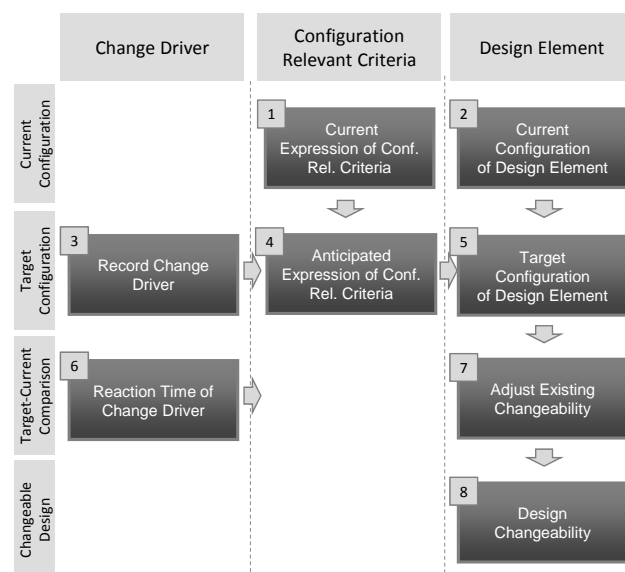 Change Driver
Configuration
Relevant Criteria
Design Element
Current
Configuration
1
Current
Expression of Conf.
Rel. Criteria
2
Current
Configuration
of Design Element
Target
Configuration
3
Record Change
Driver
4
Anticipated
Expression of Conf.
Rel. Criteria
5
Target
Configuration
of Design Element
Target-Current
Comparison
6
Reaction Time of
Change Driver
7
Adjust Existing
Changeability
Changeable
Design
8
Design
Changeability